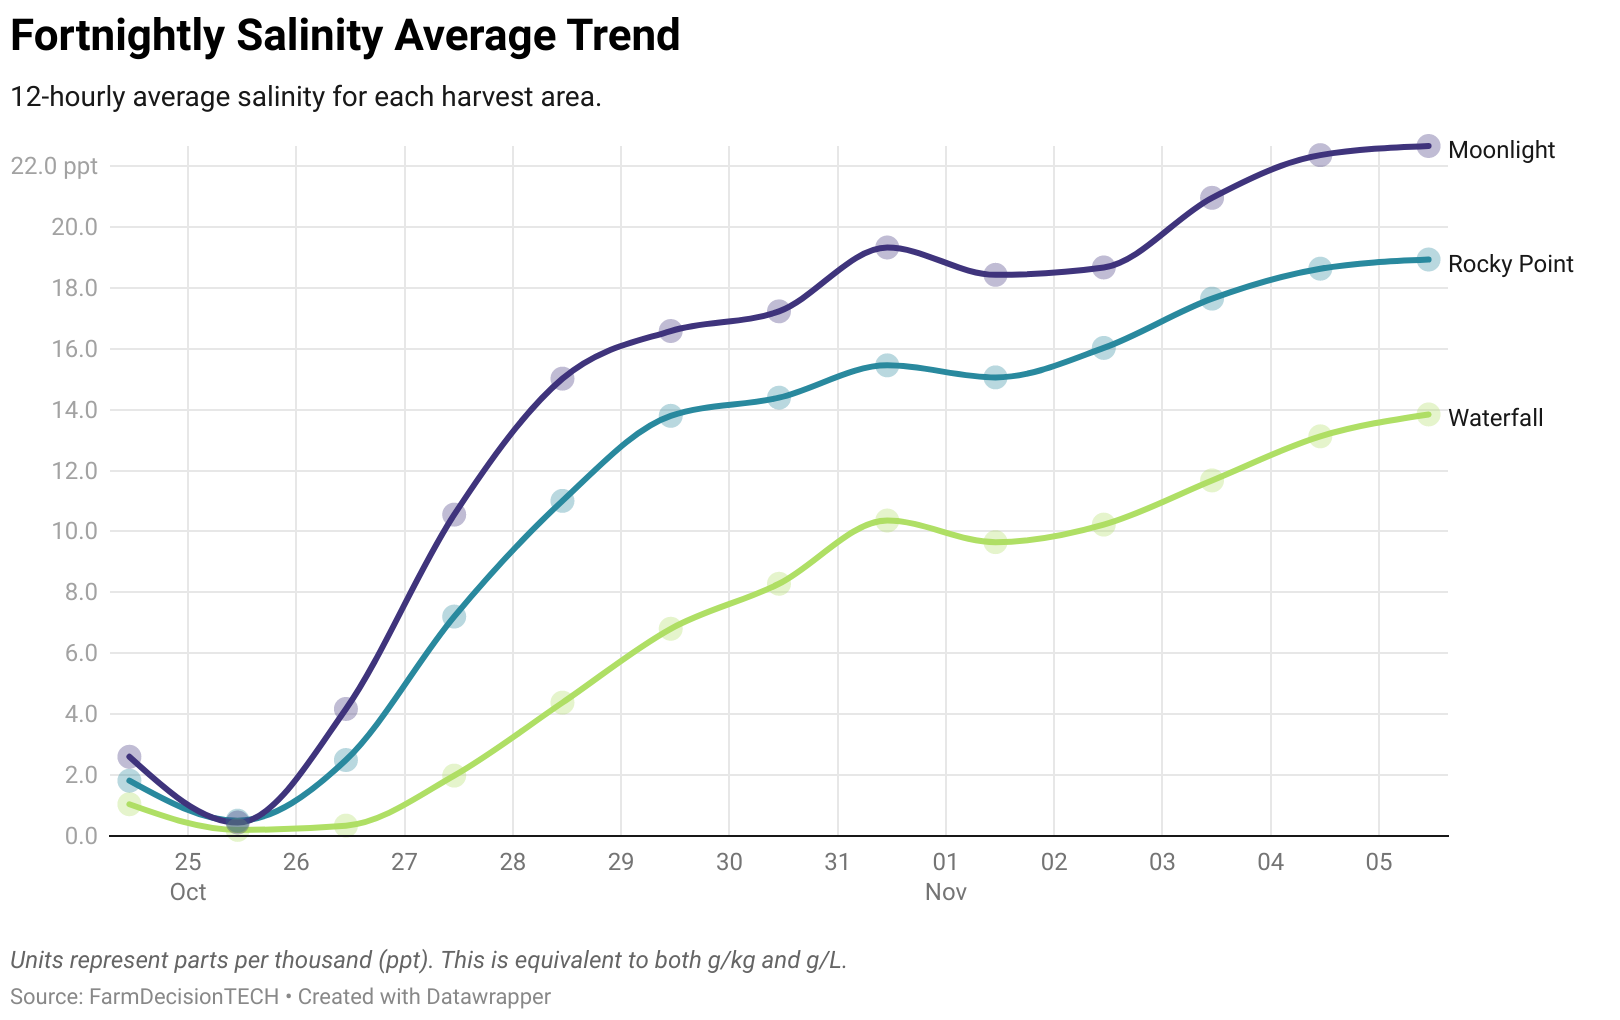 Fortnightly Salinity Average Trend
12-hourly average salinity for each harvest area.
22.0 ppt
20.0
18.0
16.0
14.0
12.0
10.0
8.0
6.0
4.0
2.0
0.0
Moonlight
Rocky Point
Waterfall
25 26 27 28 29 30 31 01 02 03 04 05
Oct Nov
Units represent parts per thousand (ppt). This is equivalent to both g/kg and g/L.
Source: FarmDecisionTECH • Created with Datawrapper